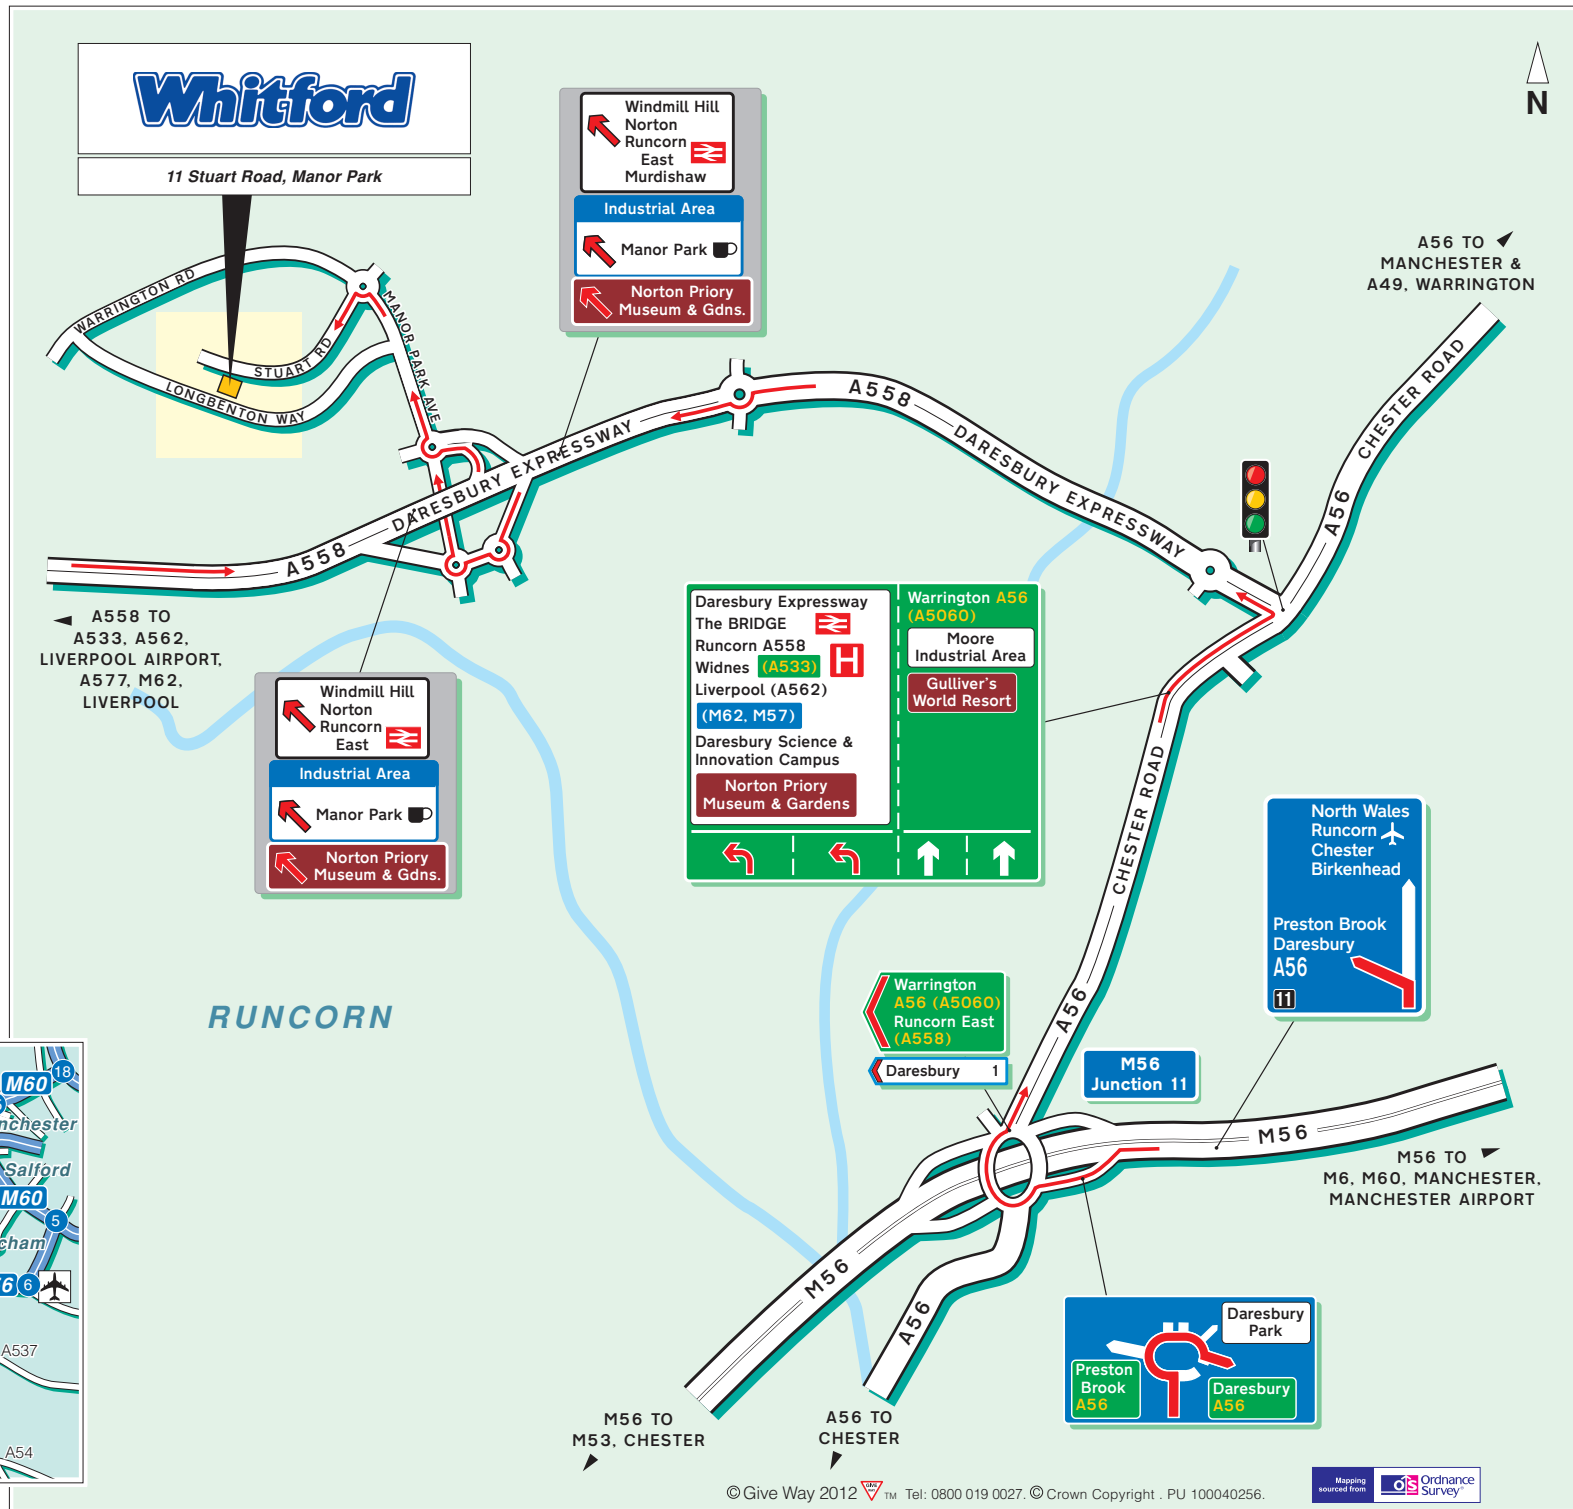 Whitford
11 Stuart Road, Manor Park
N
Windmill Hill
Norton
Runcorn
East
Murdishaw
Industrial Area
Manor Park
Norton Priory
Museum & Gdns.
A56 TO
MANCHESTER &
A49, WARRINGTON
WARRINGTON RD
MANOR PARK AVE
STUART RD
LONGBENTON WAY
A558
DARESBURY EXPRESSWAY
A558
DARESBURY EXPRESSWAY
CHESTER ROAD
A56
A558 TO
A533, A562,
LIVERPOOL AIRPORT,
A577, M62,
LIVERPOOL
Windmill Hill
Norton
Runcorn
East
Industrial Area
Manor Park
Norton Priory
Museum & Gdns.
Daresbury Expressway
The BRIDGE
Runcorn A558
Widnes (A533)
H
Liverpool (A562)
(M62, M57)
Daresbury Science &
Innovation Campus
Norton Priory
Museum & Gardens
Warrington A56
(A5060)
Moore
Industrial Area
Gulliver's
World Resort
CHESTER ROAD
A56
North Wales
Runcorn
Chester
Birkenhead
Preston Brook
Daresbury
A56
11
RUNCORN
Warrington
A56 (A5060)
Runcorn East
(A558)
Daresbury 1
M56
Junction 11
M56
M56 TO
M6, M60, MANCHESTER,
MANCHESTER AIRPORT
M56
A56
Daresbury
Park
Preston
Brook
A56
Daresbury
A56
M56 TO
M53, CHESTER
A56 TO
CHESTER
M60
18
nchester
Salford
M60
5
cham
6
6
A537
A54
© Give Way 2012 GIVE WAY TM Tel: 0800 019 0027. © Crown Copyright . PU 100040256.
Mapping
sourced from
os Ordnance
Survey®